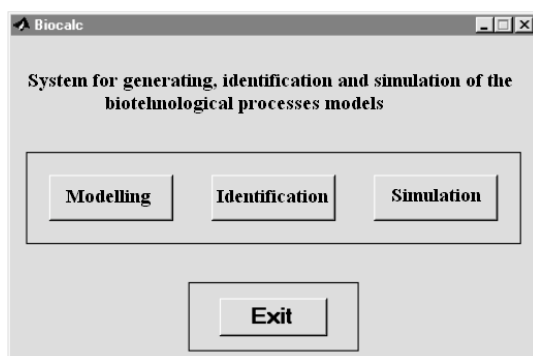 Biocalc
System for generating, identification and simulation of the
biotehnological processes models
Modelling Identification Simulation
Exit